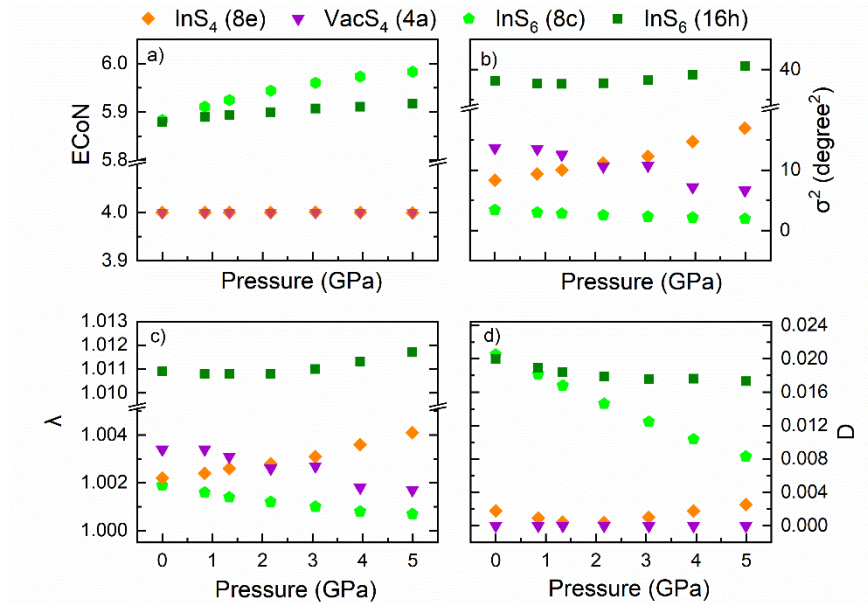 InS₄ (8e) VacS₄ (4a) InS₆ (8c) InS₆ (16h)
a)
ECoN
6.0
5.9
5.8
4.0
3.9
Pressure (GPa)
b)
40
10
0
σ² (degree²)
Pressure (GPa)
c)
λ
1.013
1.012
1.011
1.010
1.004
1.002
1.000
0 1 2 3 4 5
Pressure (GPa)
d)
0.024
0.020
0.016
0.012
0.008
0.004
0.000
D
0 1 2 3 4 5
Pressure (GPa)